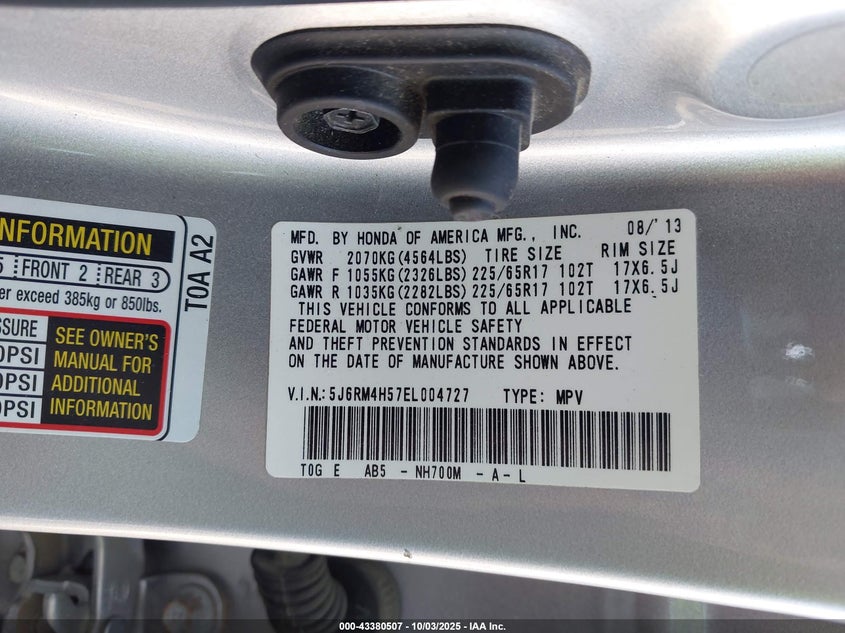 NFORMATION
5 FRONT 2 REAR 3
er exceed 385kg or 850lbs.
SSURE
0PSI
0PSI
0PSI
SEE OWNER'S
MANUAL FOR
ADDITIONAL
INFORMATION
T0A A2
MFD. BY HONDA OF AMERICA MFG., INC. 08/'13
GVWR 2070KG(4564LBS) TIRE SIZE RIM SIZE
GAWR F 1055KG(2326LBS) 225/65R17 102T 17X6.5J
GAWR R 1035KG(2282LBS) 225/65R17 102T 17X6.5J
THIS VEHICLE CONFORMS TO ALL APPLICABLE
FEDERAL MOTOR VEHICLE SAFETY
AND THEFT PREVENTION STANDARDS IN EFFECT
ON THE DATE OF MANUFACTURE SHOWN ABOVE.
V.I.N.:5J6RM4H57EL004727 TYPE: MPV
T0G E AB5 - NH700M - A - L
000-43380507 - 10/03/2025 - IAA Inc.